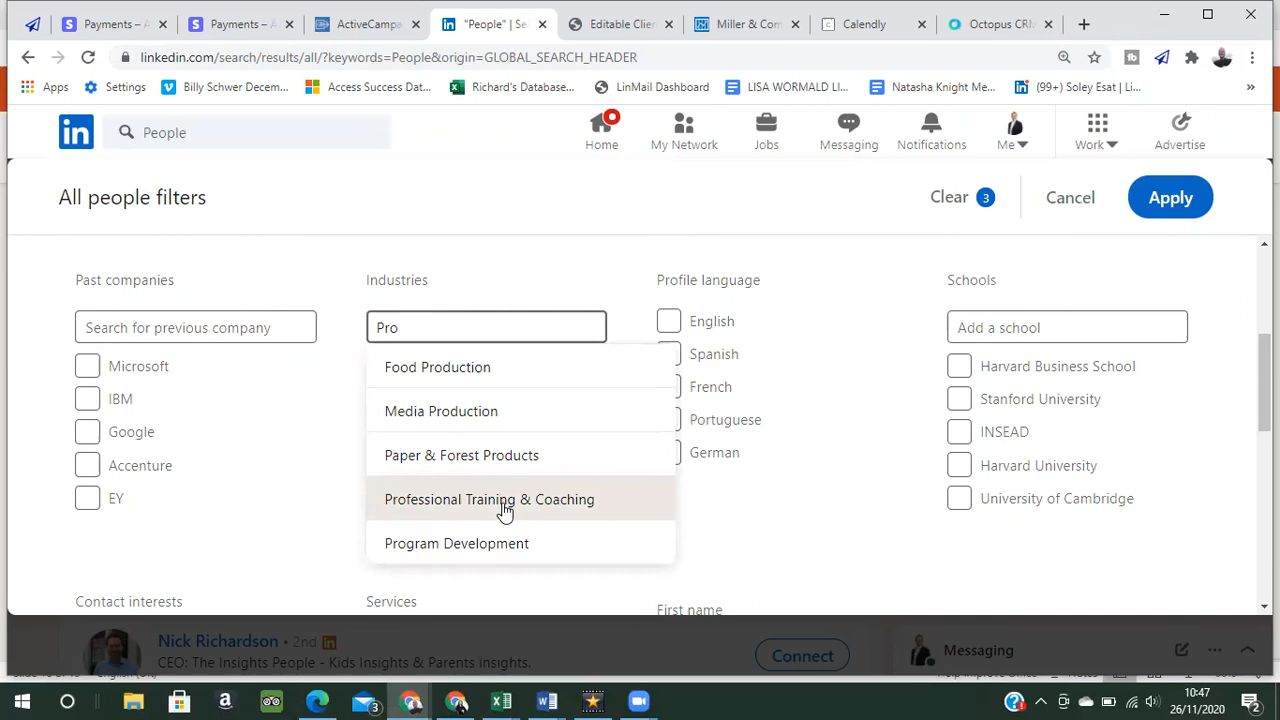 Payments – A
Payments – A
ActiveCampa
"People" | Sea
Editable Clie
Miller & Com
Calendly
Octopus CRM
linkedin.com/search/results/all/?keywords=People&origin=GLOBAL_SEARCH_HEADER
Apps
Settings
Billy Schwer Decem...
Access Success Dat...
Richard's Database...
LinMail Dashboard
LISA WORMALD LI...
Natasha Knight Me...
(99+) Soley Esat | Li...
»
in
People
Home
My Network
Jobs
Messaging
Notifications
Me
Work
Advertise
All people filters
Clear 3
Cancel
Apply
Past companies
Industries
Profile language
Schools
Search for previous company
Pro
English
Add a school
Microsoft
Food Production
Spanish
Harvard Business School
IBM
Media Production
French
Stanford University
Google
Paper & Forest Products
Portuguese
INSEAD
Accenture
Professional Training & Coaching
German
Harvard University
EY
Program Development
University of Cambridge
Contact interests
Services
First name
Nick Richardson • 2nd in
CEO: The Insights People - Kids Insights & Parents Insights.
Connect
Messaging
3
10:47
26/11/2020
2